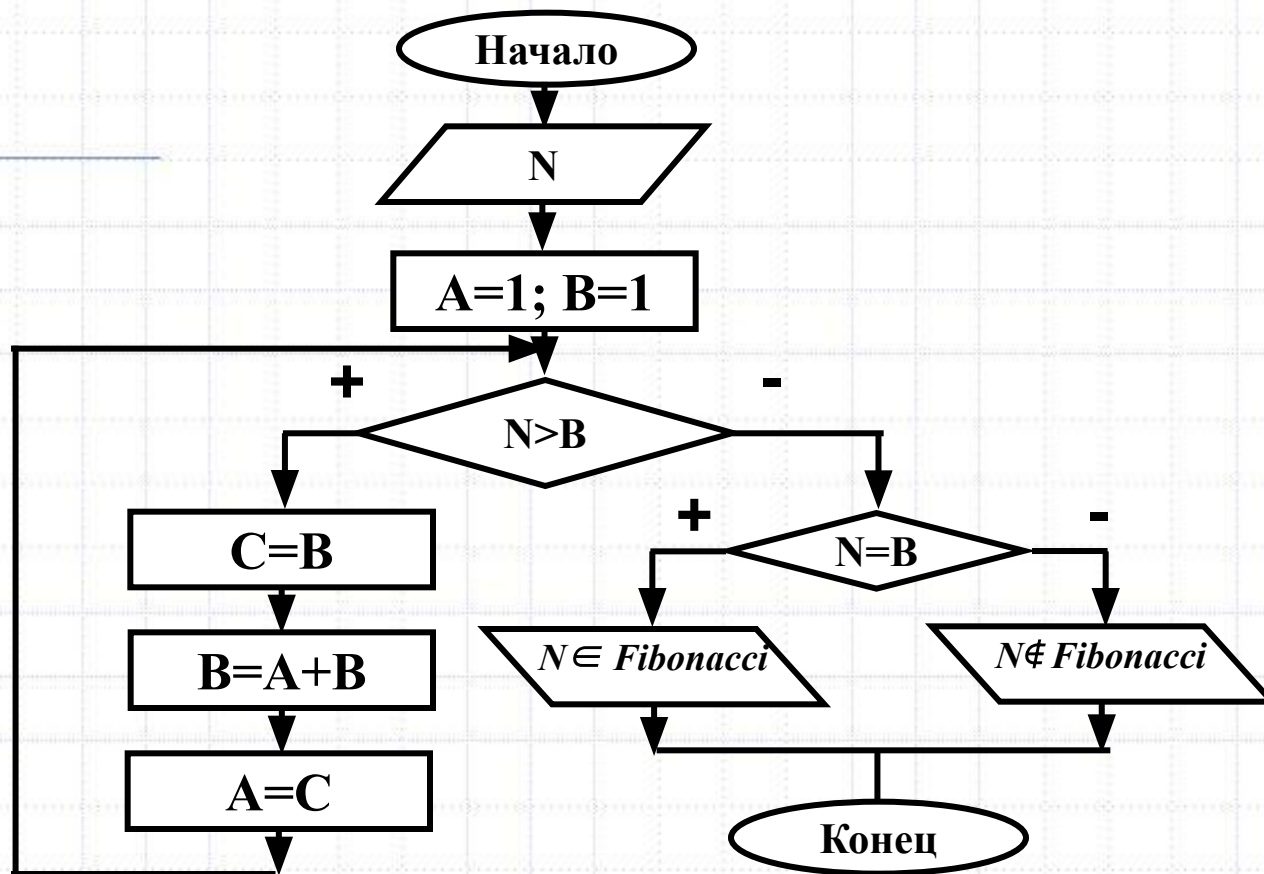 Начало
N
A=1; B=1
+
-
N>B
C=B
+
-
N=B
B=A+B
N∈ Fibonacci
N∉ Fibonacci
A=C
Конец